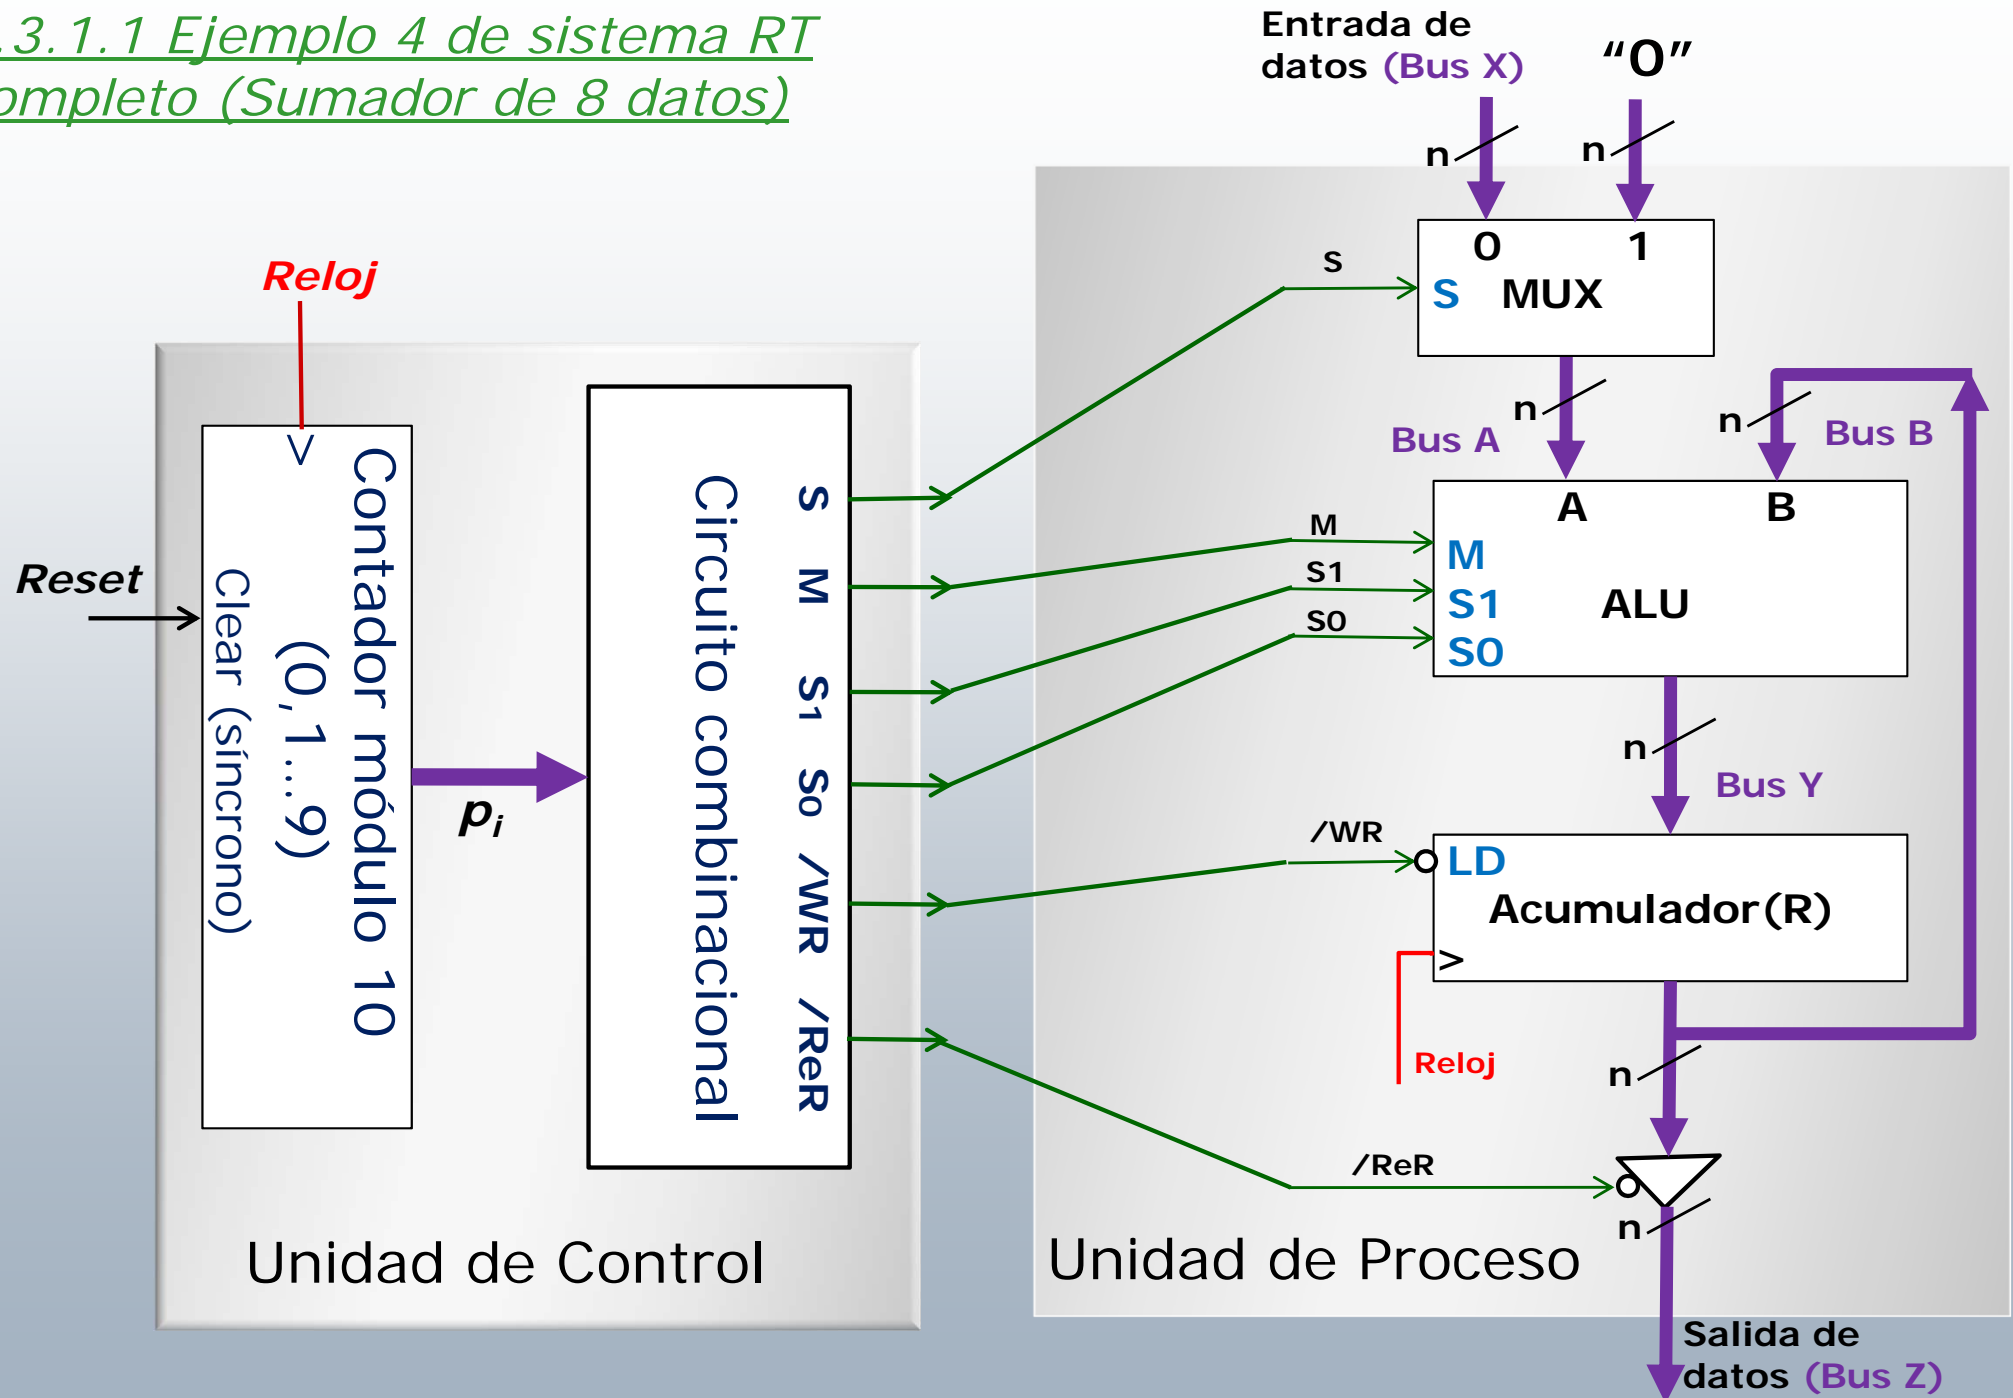 .3.1.1 Ejemplo 4 de sistema RT
ompleto (Sumador de 8 datos)
Entrada de
datos (Bus X)
“0”
n
n
0 1
S MUX
S
Reloj
>
Contador módulo 10
(0,1...9)
Clear (síncrono)
Reset
pi
Circuito combinacional
S M S1 S0 /WR /ReR
n
Bus A
n
Bus B
A B
M
S1
S0
M
S1
S0
ALU
n
Bus Y
/WR
LD
Acumulador(R)
>
Reloj
n
/ReR
n
Unidad de Control
Unidad de Proceso
Salida de
datos (Bus Z)